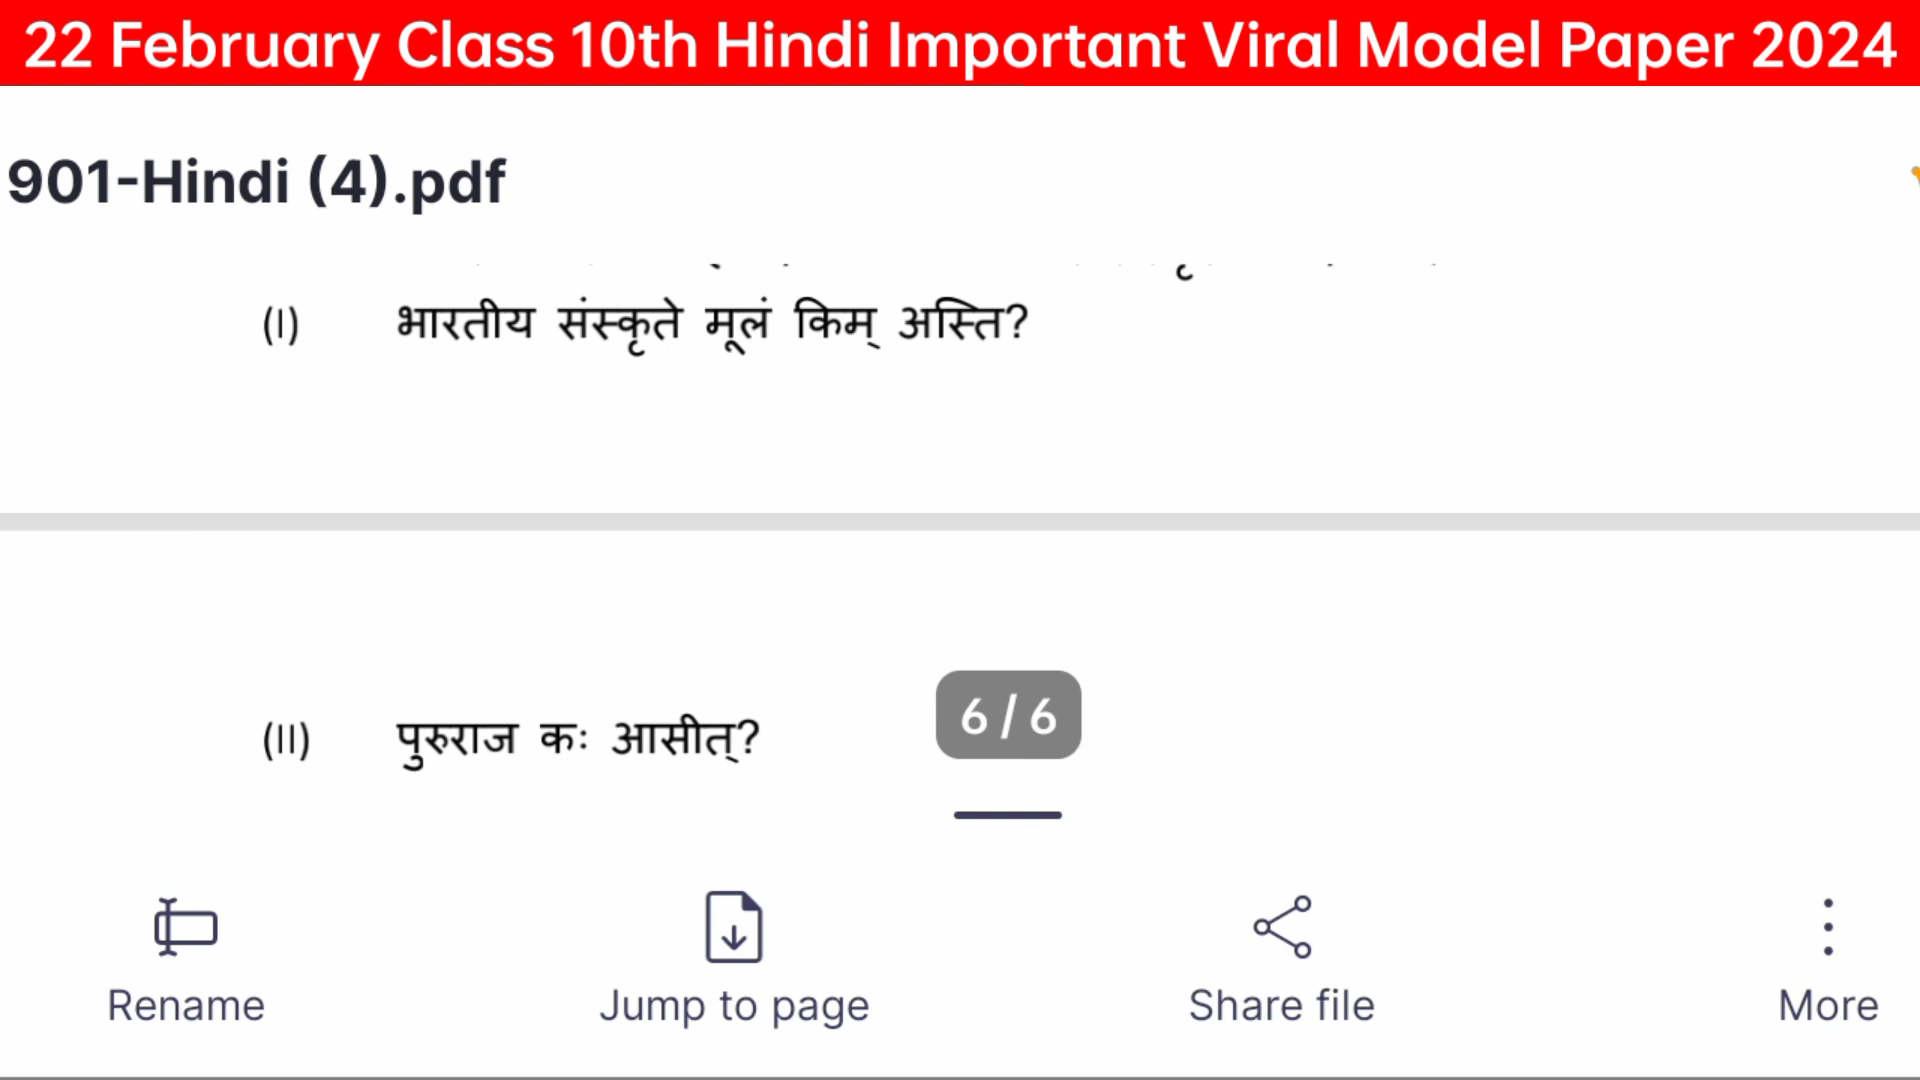 22 February Class 10th Hindi Important Viral Model Paper 2024
901-Hindi (4).pdf
(I) भारतीय संस्कृते मूलं किम् अस्ति?
(II) पुरुराज कः आसीत्?
6 / 6
Rename
Jump to page
Share file
More